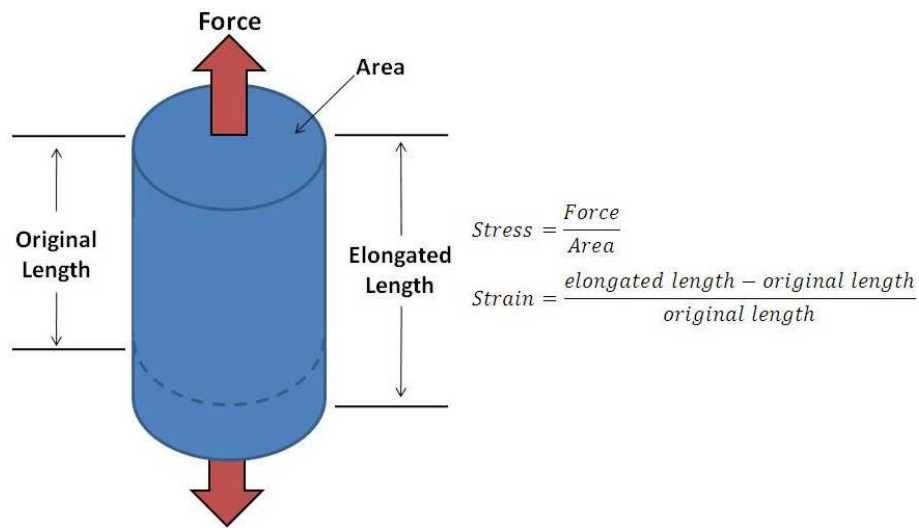 Force
Area
Original
Length
Elongated
Length
Stress = Force / Area
Strain = elongated length − original length / original length